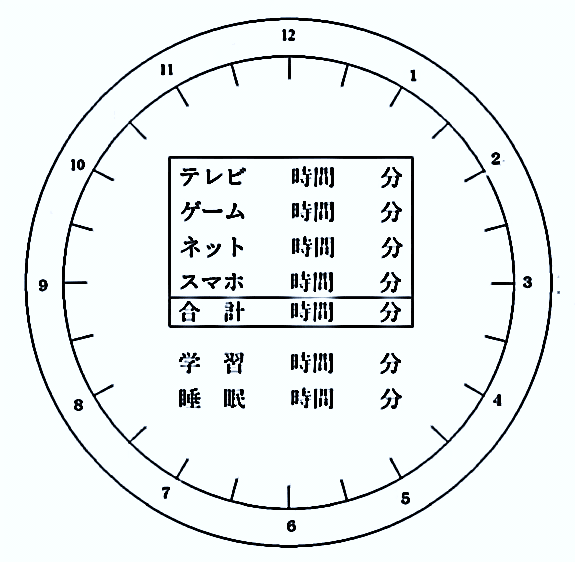 12
11
1
10
2
9
3
8
4
7
5
6
テレビ 時間 分
ゲーム 時間 分
ネット 時間 分
スマホ 時間 分
合 計 時間 分
学 習 時間 分
睡 眠 時間 分